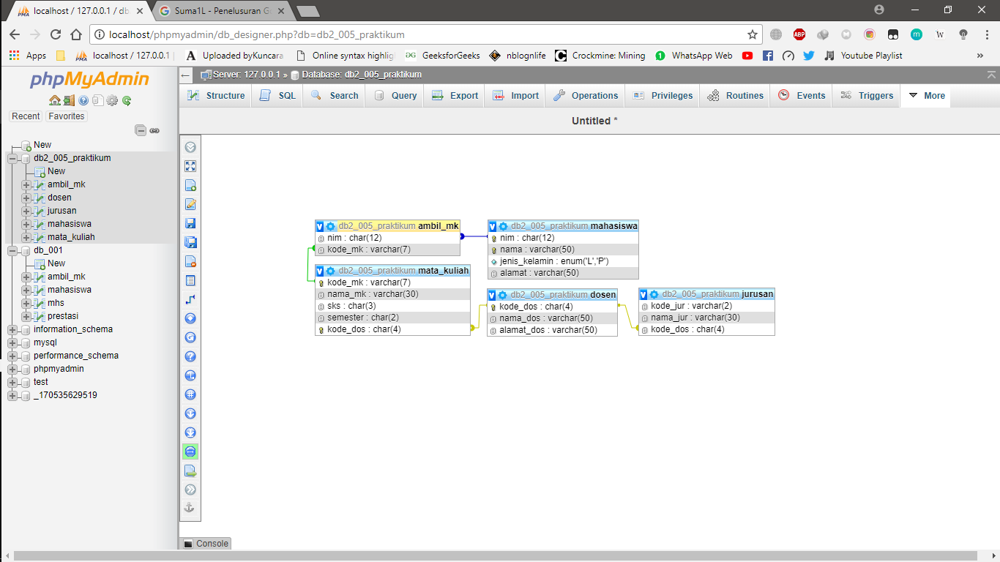 localhost / 127.0.0.1 / db
Suma1L - Penelusuran G
localhost/phpmyadmin/db_designer.php?db=db2_005_praktikum
Apps
localhost / 127.0.0.1
Uploaded byKuncara
Online syntax highlig
GeeksforGeeks
nblognlife
Crockmine: Mining
WhatsApp Web
Youtube Playlist
phpMyAdmin
Recent
Favorites
New
db2_005_praktikum
New
ambil_mk
dosen
jurusan
mahasiswa
mata_kuliah
db_001
New
ambil_mk
mahasiswa
mhs
prestasi
information_schema
mysql
performance_schema
phpmyadmin
test
_170535629519
Server: 127.0.0.1 » Database: db2_005_praktikum
Structure
SQL
Search
Query
Export
Import
Operations
Privileges
Routines
Events
Triggers
More
Untitled *
db2_005_praktikum ambil_mk
nim : char(12)
kode_mk : varchar(7)
db2_005_praktikum mahasiswa
nim : char(12)
nama : varchar(50)
jenis_kelamin : enum('L','P')
alamat : varchar(50)
db2_005_praktikum mata_kuliah
kode_mk : varchar(7)
nama_mk : varchar(30)
sks : char(3)
semester : char(2)
kode_dos : char(4)
db2_005_praktikum dosen
kode_dos : char(4)
nama_dos : varchar(50)
alamat_dos : varchar(50)
db2_005_praktikum jurusan
kode_jur : varchar(2)
nama_jur : varchar(30)
kode_dos : char(4)
Console